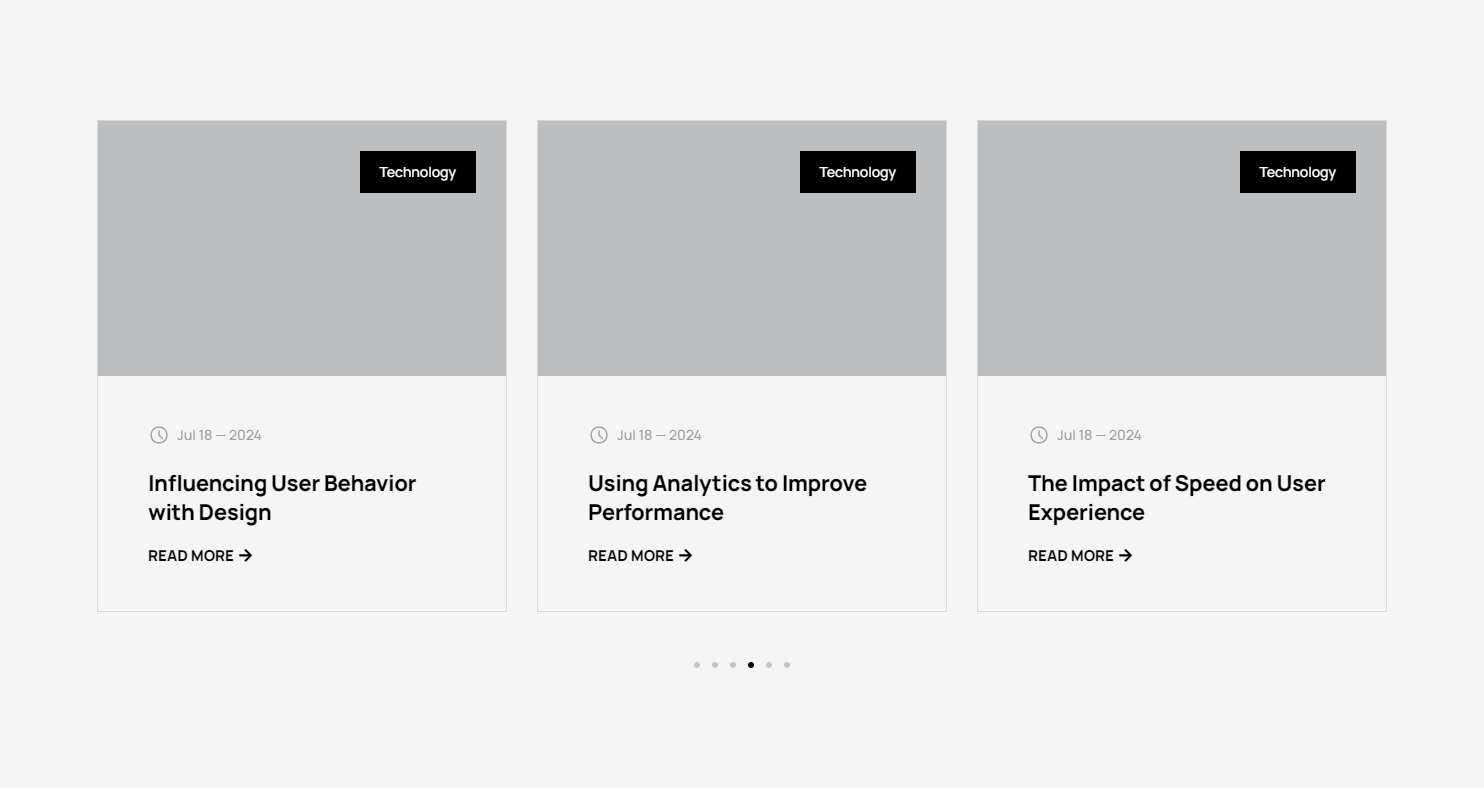 Technology
Jul 18 — 2024
Influencing User Behavior
with Design
READ MORE →
Technology
Jul 18 — 2024
Using Analytics to Improve
Performance
READ MORE →
Technology
Jul 18 — 2024
The Impact of Speed on User
Experience
READ MORE →